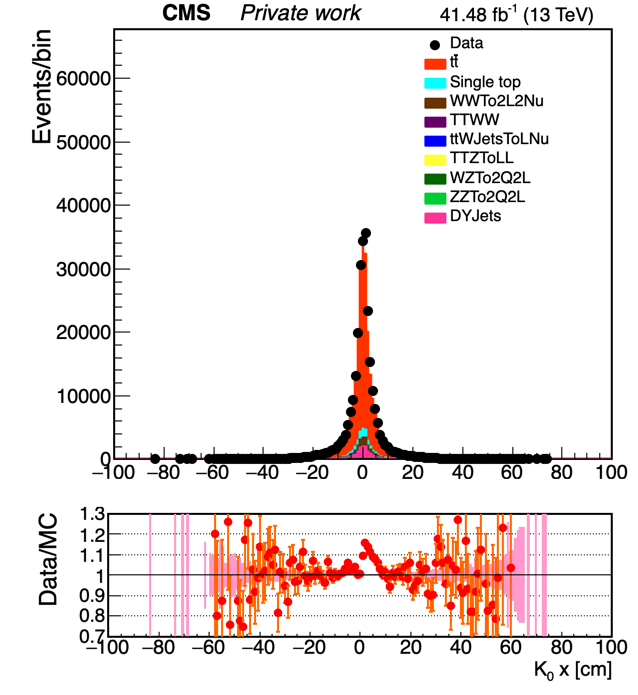 CMS Private work 41.48 fb⁻¹ (13 TeV)
Events/bin
60000
50000
40000
30000
20000
10000
0
Data
tt̄
Single top
WWTo2L2Nu
TTWW
ttWJetsToLNu
TTZToLL
WZTo2Q2L
ZZTo2Q2L
DYJets
−100 −80 −60 −40 −20 0 20 40 60 80 100
Data/MC
1.3
1.2
1.1
1
0.9
0.8
0.7
−100 −80 −60 −40 −20 0 20 40 60 80 100
K₀ x [cm]